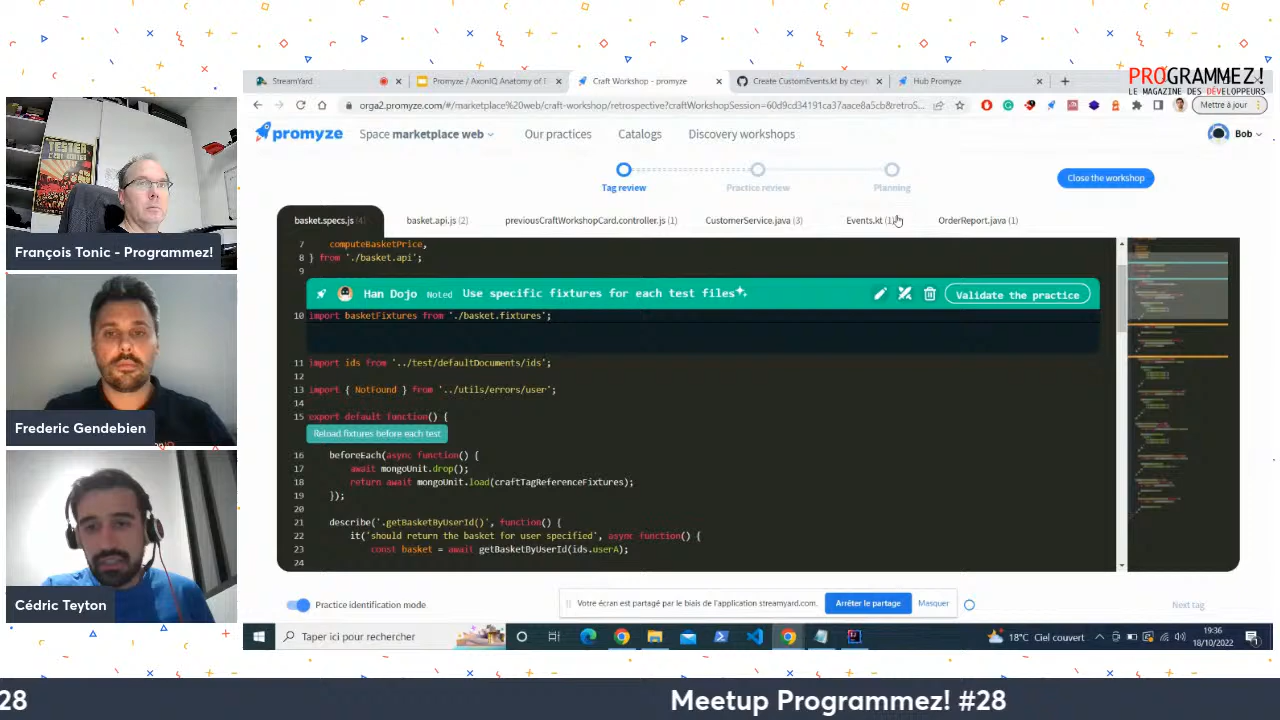 StreamYard
Promyze / AxonIQ Anatomy of E
Craft Workshop - promyze
Create CustomEvents.kt by cteyt
Hub Promyze
PROGRAMMEZ!
LE MAGAZINE DES DÉVELOPPEURS
orga2.promyze.com/#/marketplace%20web/craft-workshop/retrospective?craftWorkshopSession=60d9cd34191ca37aace8a5cb&retroS...
Mettre à jour
promyze
Space marketplace web
Our practices
Catalogs
Discovery workshops
Bob
Tag review
Practice review
Planning
Close the workshop
basket.specs.js (4)
basket.api.js (2)
previousCraftWorkshopCard.controller.js (1)
CustomerService.java (3)
Events.kt (1)
OrderReport.java (1)
7 computeBasketPrice,
8 } from './basket.api';
9
Han Dojo Noted Use specific fixtures for each test files
Validate the practice
10 import basketFixtures from './basket.fixtures';
11 import ids from '../test/defaultDocuments/ids';
12
13 import { NotFound } from '../utils/errors/user';
14
15 export default function() {
Reload fixtures before each test
16 beforeEach(async function() {
17 await mongoUnit.drop();
18 return await mongoUnit.load(craftTagReferenceFixtures);
19 });
20
21 describe('.getBasketByUserId()', function() {
22 it('should return the basket for user specified', async function() {
23 const basket = await getBasketByUserId(ids.userA);
24
Practice identification mode
Votre écran est partagé par le biais de l'application streamyard.com.
Arrêter le partage
Masquer
Next tag
Taper ici pour rechercher
18°C Ciel couvert
19:36
18/10/2022
TESTER
François Tonic - Programmez!
Frederic Gendebien
Cédric Teyton
28
Meetup Programmez! #28